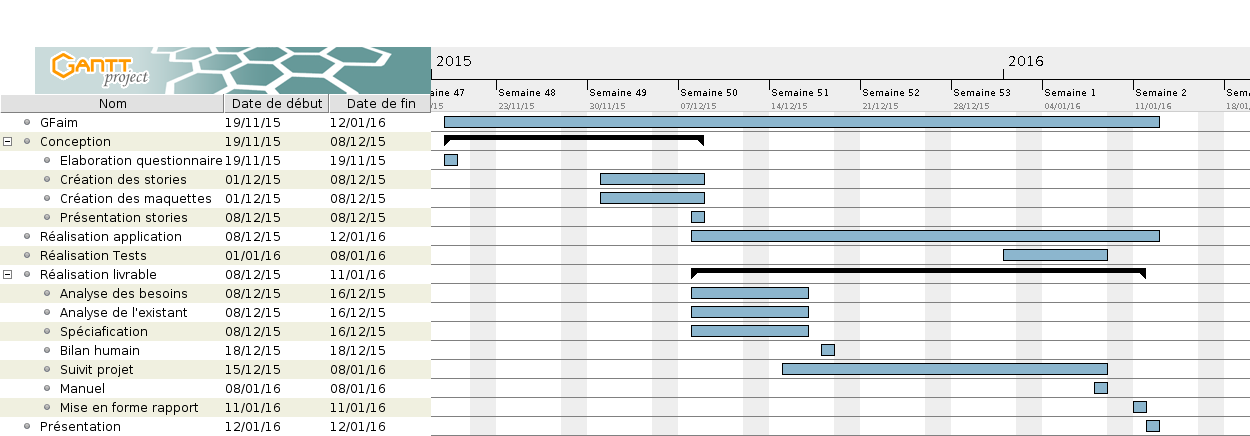 GANTT project
2015 2016
aine 47 Semaine 48 Semaine 49 Semaine 50 Semaine 51 Semaine 52 Semaine 53 Semaine 1 Semaine 2 Sema
/15 23/11/15 30/11/15 07/12/15 14/12/15 21/12/15 28/12/15 04/01/16 11/01/16 18/01/
Nom Date de début Date de fin
GFaim 19/11/15 12/01/16
Conception 19/11/15 08/12/15
Elaboration questionnaire 19/11/15 19/11/15
Création des stories 01/12/15 08/12/15
Création des maquettes 01/12/15 08/12/15
Présentation stories 08/12/15 08/12/15
Réalisation application 08/12/15 12/01/16
Réalisation Tests 01/01/16 08/01/16
Réalisation livrable 08/12/15 11/01/16
Analyse des besoins 08/12/15 16/12/15
Analyse de l'existant 08/12/15 16/12/15
Spéciafication 08/12/15 16/12/15
Bilan humain 18/12/15 18/12/15
Suivit projet 15/12/15 08/01/16
Manuel 08/01/16 08/01/16
Mise en forme rapport 11/01/16 11/01/16
Présentation 12/01/16 12/01/16